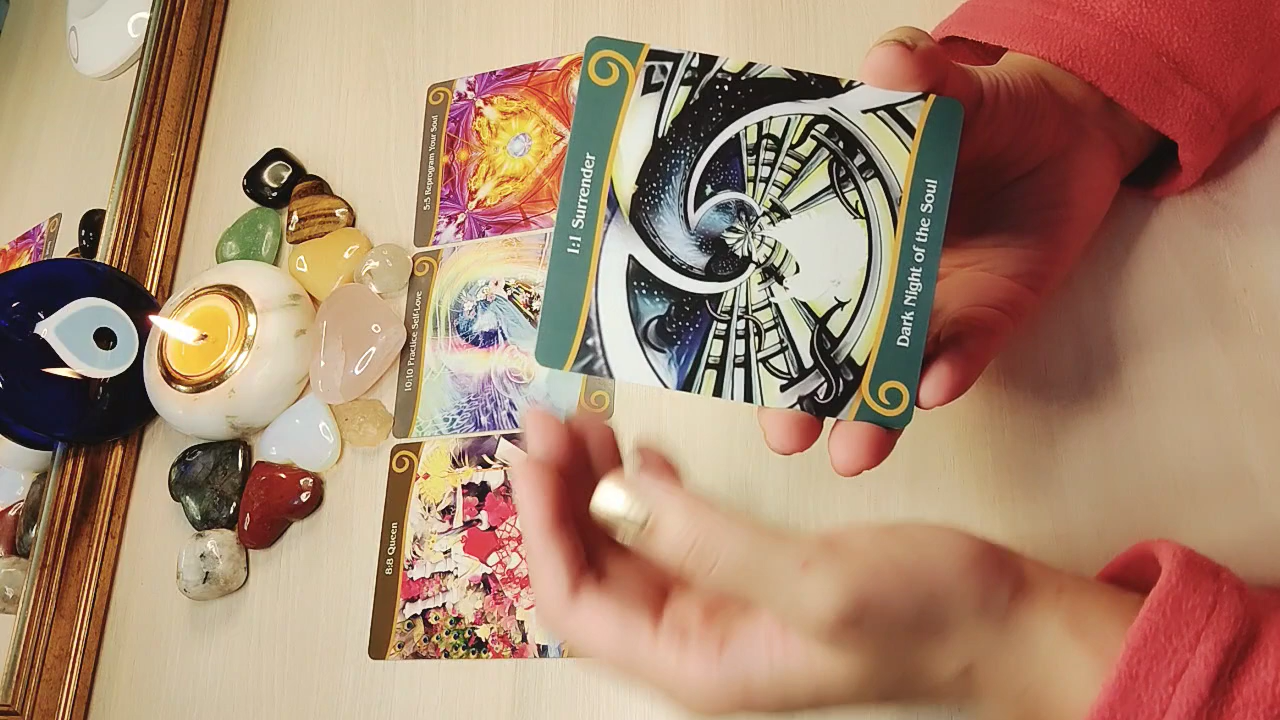 1:1 Surrender
Dark Night of the Soul
5:5 Reprogram Your Soul
10:10 Practice Self-Love
8:8 Queen